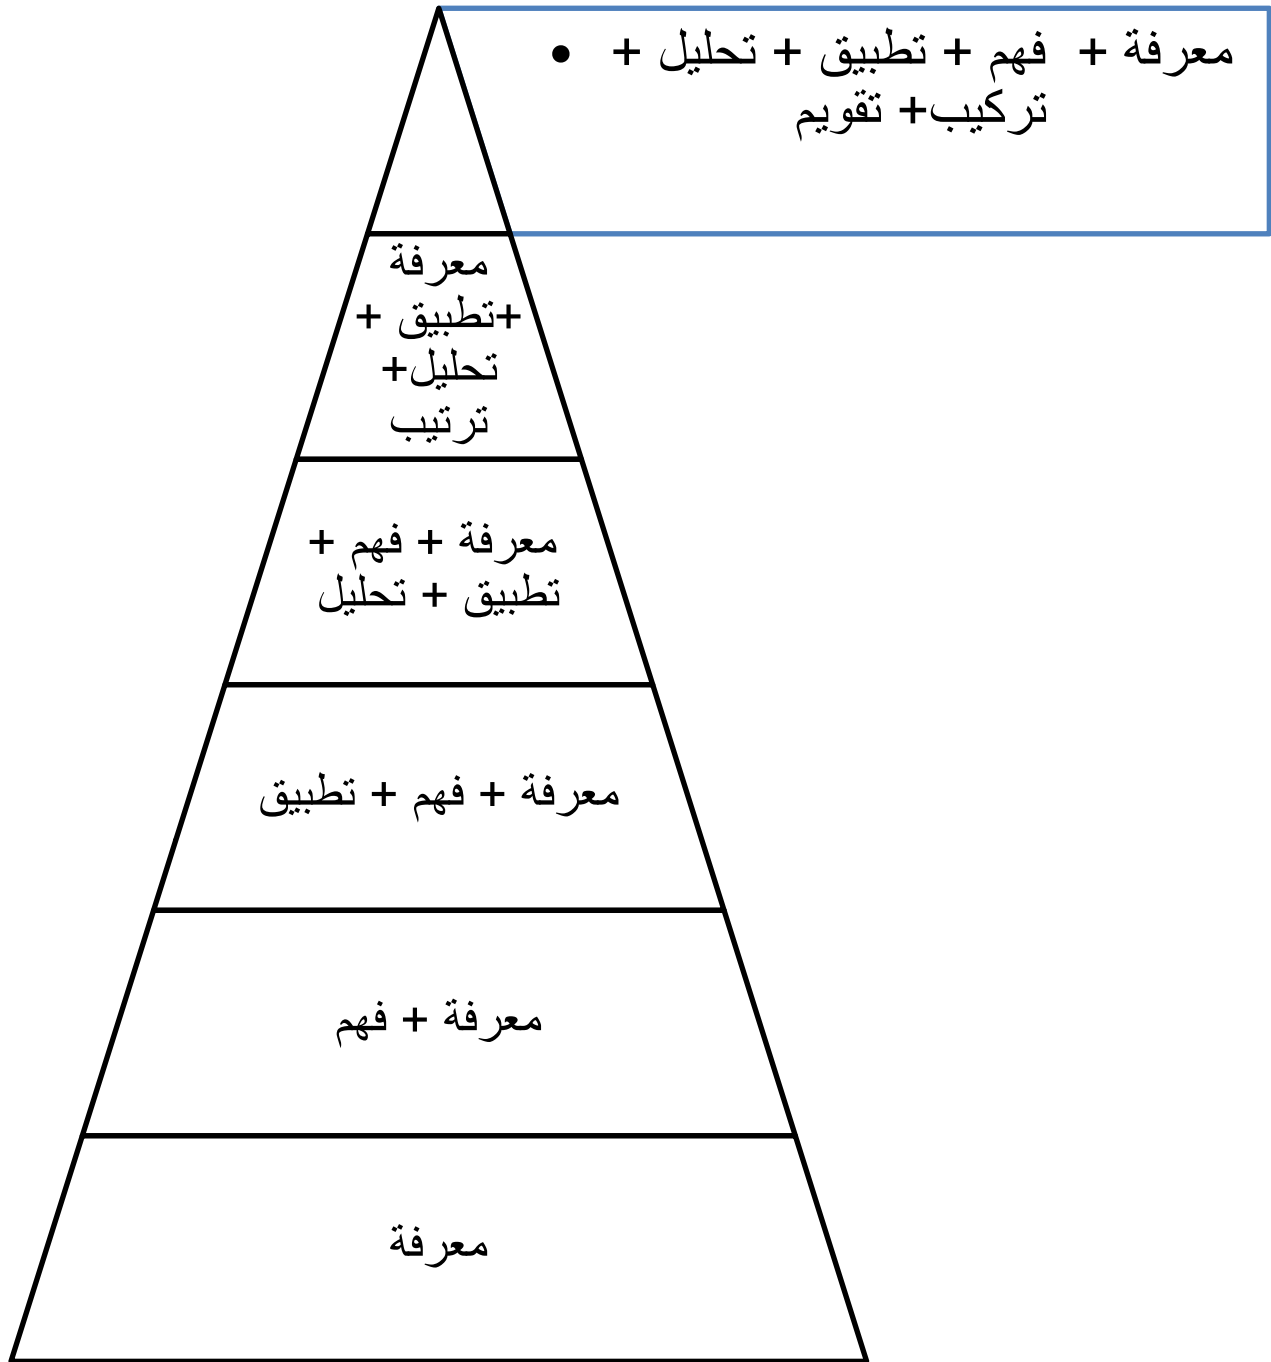 • معرفة + فهم + تطبيق + تحليل +
تركيب+ تقويم
معرفة
+تطبيق +
تحليل+
ترتيب
معرفة + فهم +
تطبيق + تحليل
معرفة + فهم + تطبيق
معرفة + فهم
معرفة